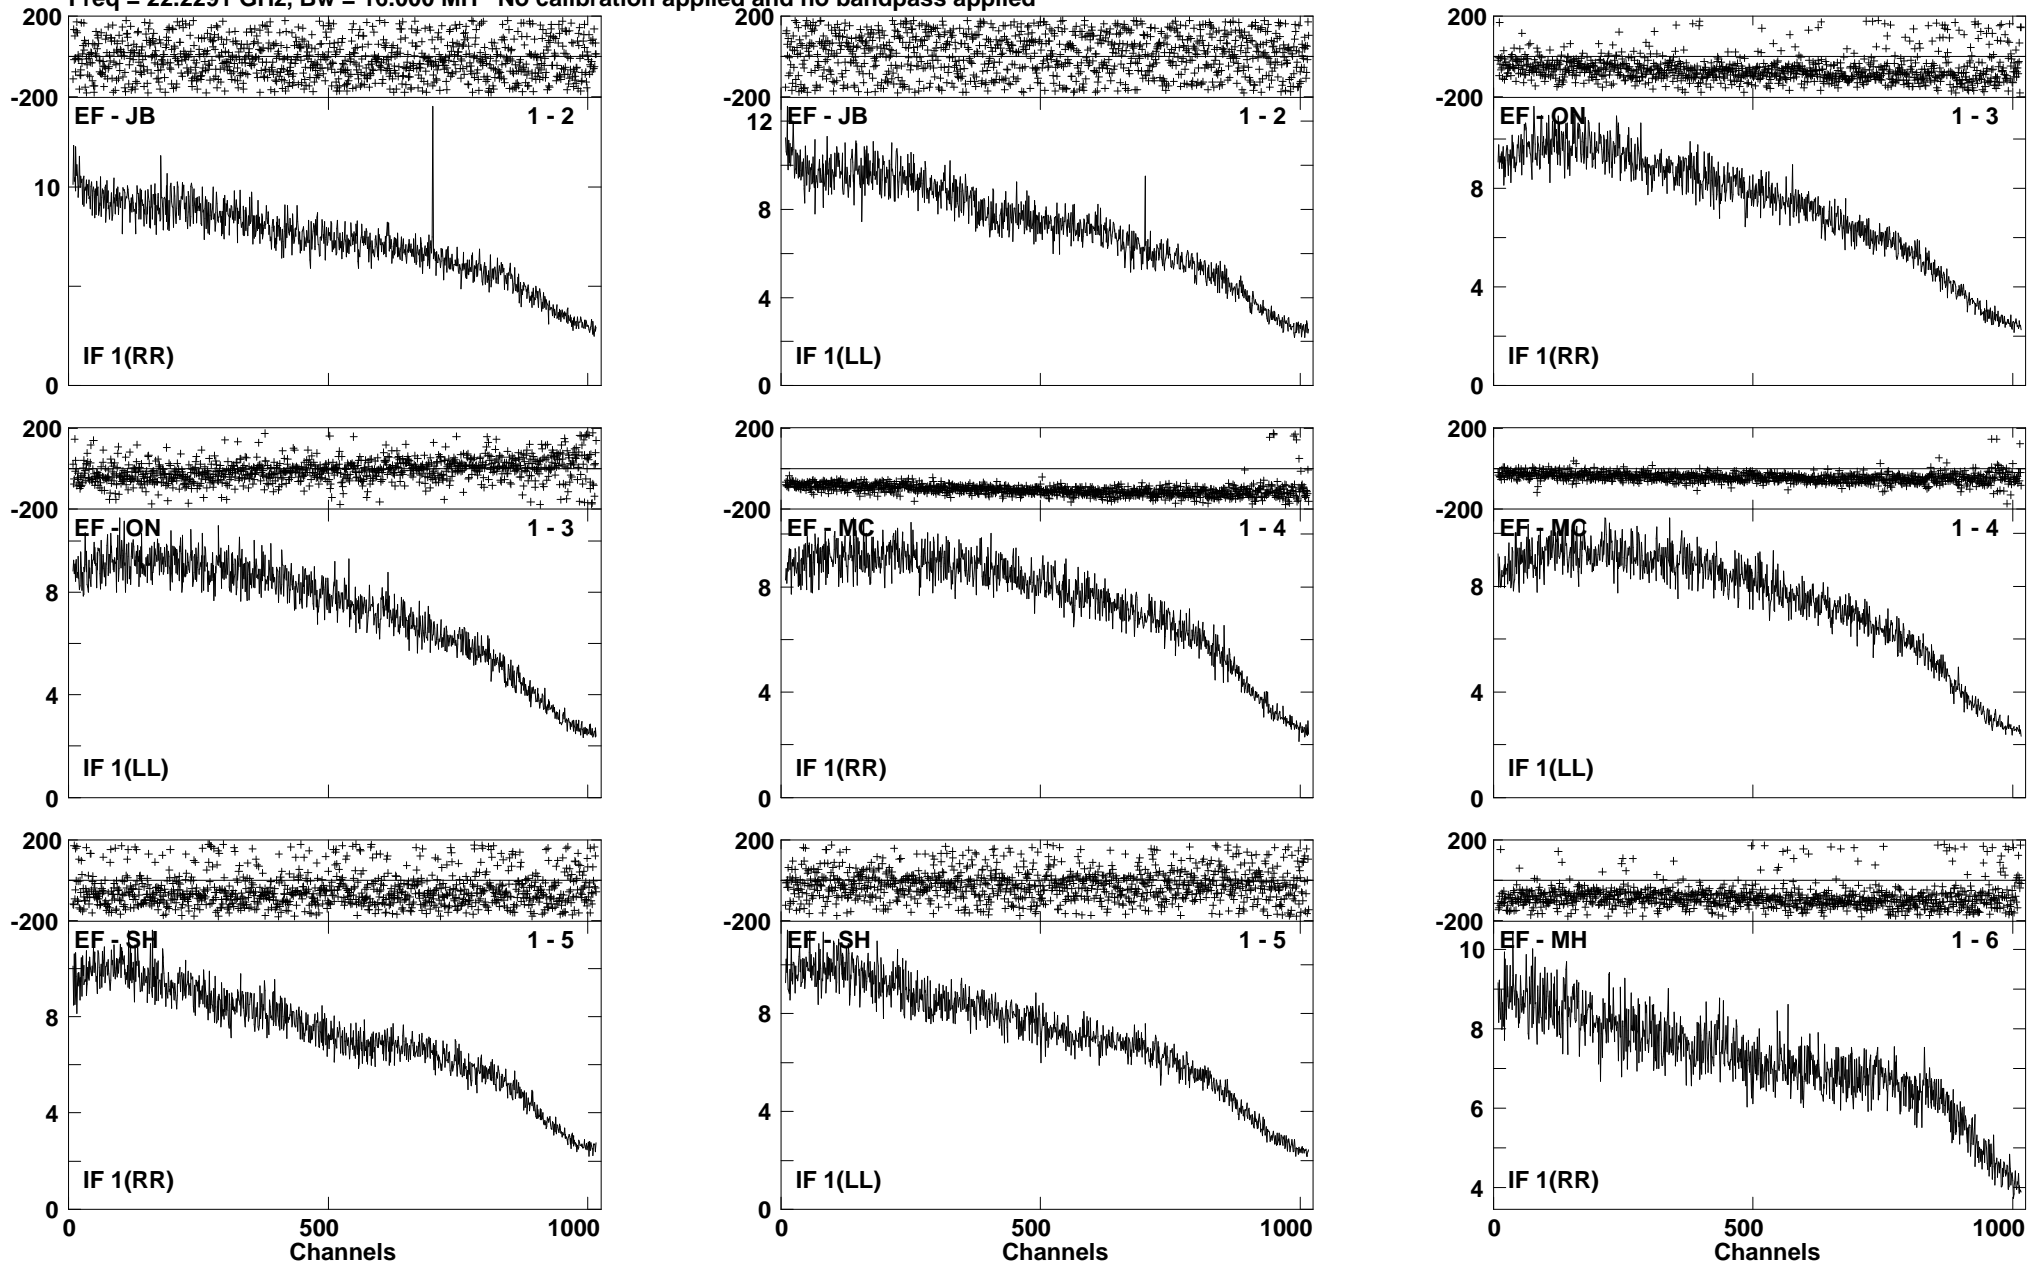 Freq = 22.2291 GHz, Bw = 16.000 MH No calibration applied and no bandpass applied
200
-200
EF - JB 1 - 2
10
0
IF 1(RR)
200
-200
EF - JB 1 - 2
12
8
4
0
IF 1(LL)
200
-200
EF - ON 1 - 3
8
4
0
IF 1(RR)
200
-200
EF - ON 1 - 3
8
4
0
IF 1(LL)
200
-200
EF - MC 1 - 4
8
4
0
IF 1(RR)
200
-200
EF - MC 1 - 4
8
4
0
IF 1(LL)
200
-200
EF - SH 1 - 5
8
4
0
IF 1(RR)
0 500 1000
Channels
200
-200
EF - SH 1 - 5
8
4
0
IF 1(LL)
0 500 1000
Channels
200
-200
EF - MH 1 - 6
10
8
6
4
IF 1(RR)
0 500 1000
Channels